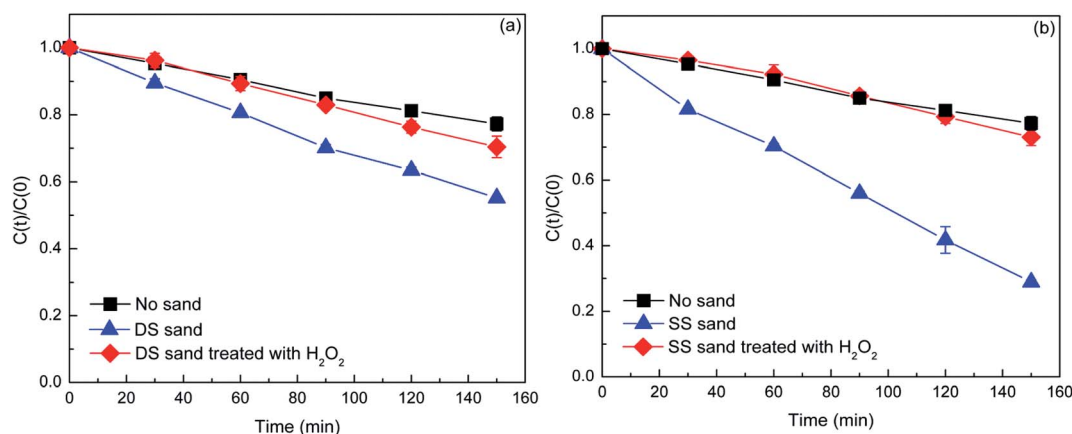 (a)
C(t)/C(0)
1.0
0.8
0.6
0.4
0.2
0.0
No sand
DS sand
DS sand treated with H₂O₂
0 20 40 60 80 100 120 140 160
Time (min)
(b)
C(t)/C(0)
1.0
0.8
0.6
0.4
0.2
0.0
No sand
SS sand
SS sand treated with H₂O₂
0 20 40 60 80 100 120 140 160
Time (min)